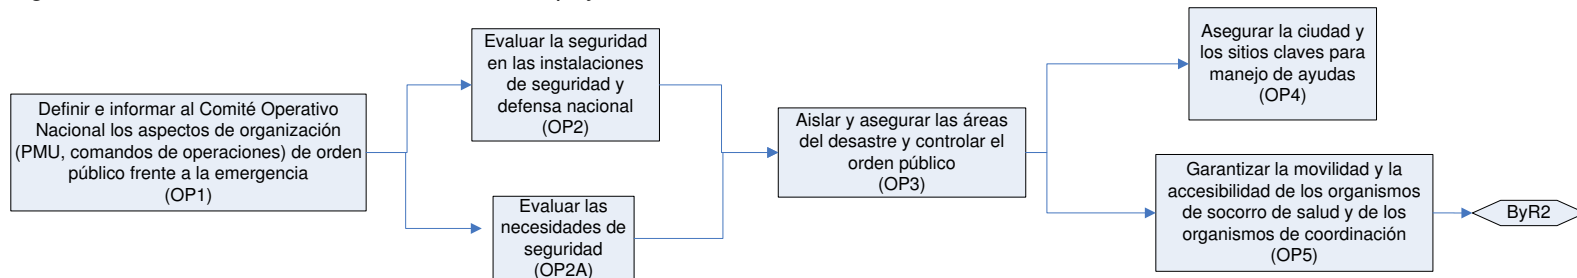 Definir e informar al Comité Operativo
Nacional los aspectos de organización
(PMU, comandos de operaciones) de orden
público frente a la emergencia
(OP1)
Evaluar la seguridad
en las instalaciones
de seguridad y
defensa nacional
(OP2)
Evaluar las
necesidades de
seguridad
(OP2A)
Aislar y asegurar las áreas
del desastre y controlar el
orden público
(OP3)
Asegurar la ciudad y
los sitios claves para
manejo de ayudas
(OP4)
Garantizar la movilidad y la
accesibilidad de los organismos
de socorro de salud y de los
organismos de coordinación
(OP5)
ByR2